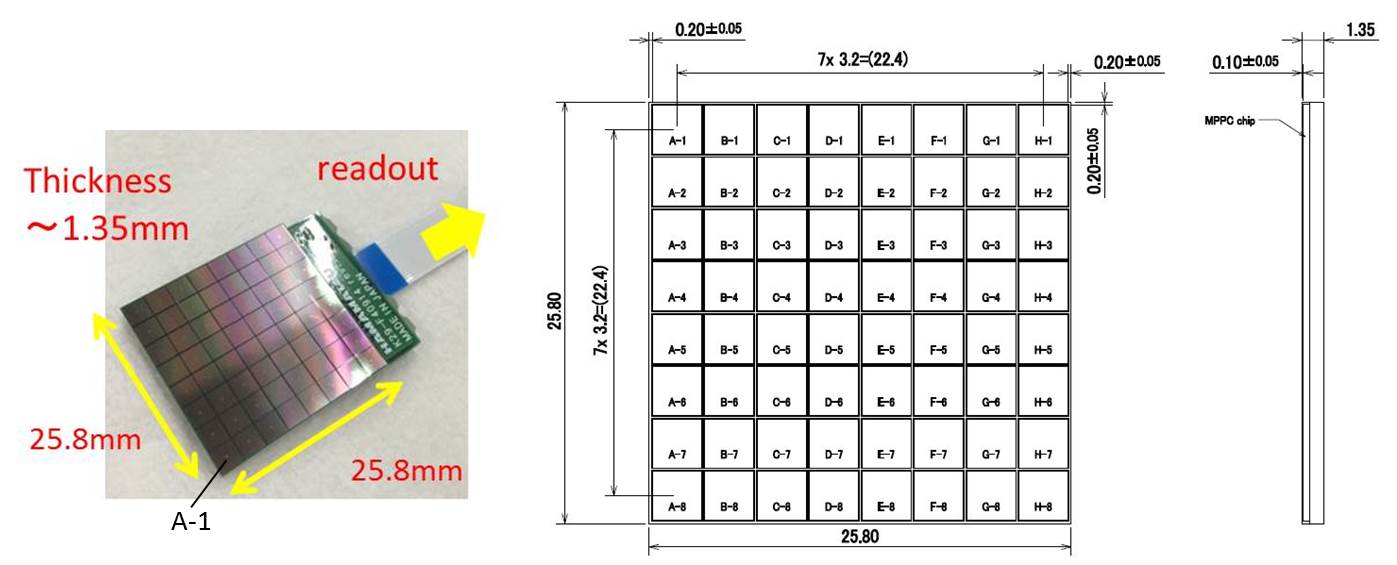 Thickness
～1.35mm
readout
HAMAMATSU
K29-F40914 rev
MADE IN JAPAN
25.8mm
25.8mm
A-1
0.20±0.05
7x 3.2=(22.4)
0.20±0.05
0.20±0.05
25.80
7x 3.2=(22.4)
A-1 B-1 C-1 D-1 E-1 F-1 G-1 H-1
A-2 B-2 C-2 D-2 E-2 F-2 G-2 H-2
A-3 B-3 C-3 D-3 E-3 F-3 G-3 H-3
A-4 B-4 C-4 D-4 E-4 F-4 G-4 H-4
A-5 B-5 C-5 D-5 E-5 F-5 G-5 H-5
A-6 B-6 C-6 D-6 E-6 F-6 G-6 H-6
A-7 B-7 C-7 D-7 E-7 F-7 G-7 H-7
A-8 B-8 C-8 D-8 E-8 F-8 G-8 H-8
25.80
1.35
0.10±0.05
MPPC chip